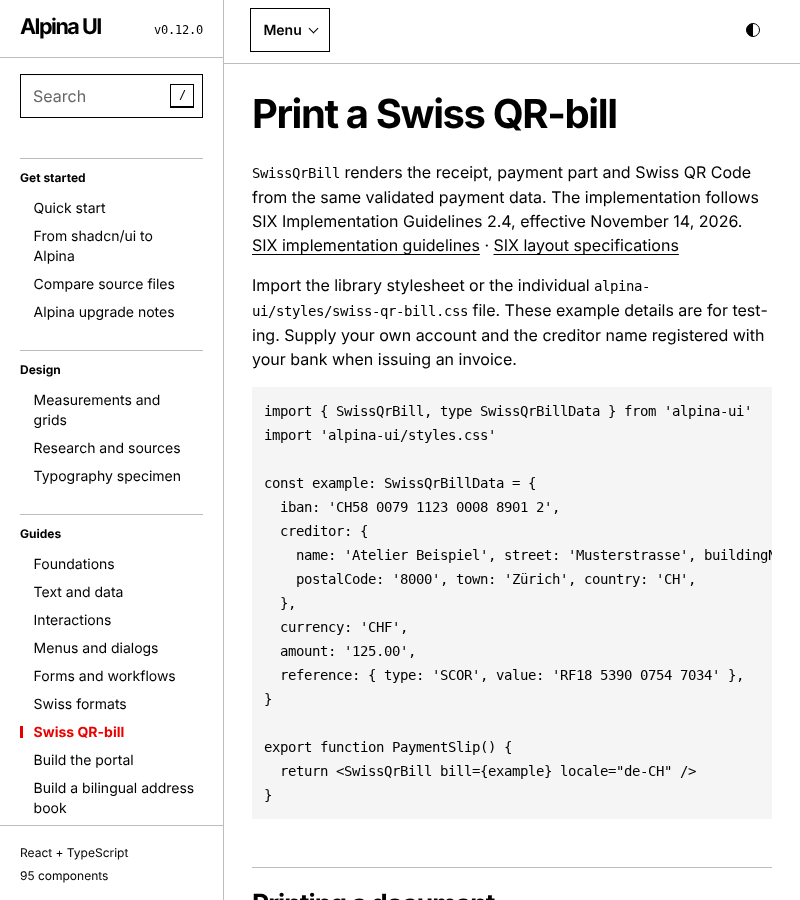 Alpina UI
v0.12.0
Search
/
Get started
Quick start
From shadcn/ui to
Alpina
Compare source files
Alpina upgrade notes
Design
Measurements and
grids
Research and sources
Typography specimen
Guides
Foundations
Text and data
Interactions
Menus and dialogs
Forms and workflows
Swiss formats
Swiss QR-bill
Build the portal
Build a bilingual address
book
React + TypeScript
95 components
Menu
Print a Swiss QR-bill
SwissQrBill renders the receipt, payment part and Swiss QR Code
from the same validated payment data. The implementation follows
SIX Implementation Guidelines 2.4, effective November 14, 2026.
SIX implementation guidelines · SIX layout specifications
Import the library stylesheet or the individual alpina-
ui/styles/swiss-qr-bill.css file. These example details are for test-
ing. Supply your own account and the creditor name registered with
your bank when issuing an invoice.
import { SwissQrBill, type SwissQrBillData } from 'alpina-ui'
import 'alpina-ui/styles.css'
const example: SwissQrBillData = {
iban: 'CH58 0079 1123 0008 8901 2',
creditor: {
name: 'Atelier Beispiel', street: 'Musterstrasse', building
postalCode: '8000', town: 'Zürich', country: 'CH',
},
currency: 'CHF',
amount: '125.00',
reference: { type: 'SCOR', value: 'RF18 5390 0754 7034' },
}
export function PaymentSlip() {
return <SwissQrBill bill={example} locale="de-CH" />
}
Printing a document